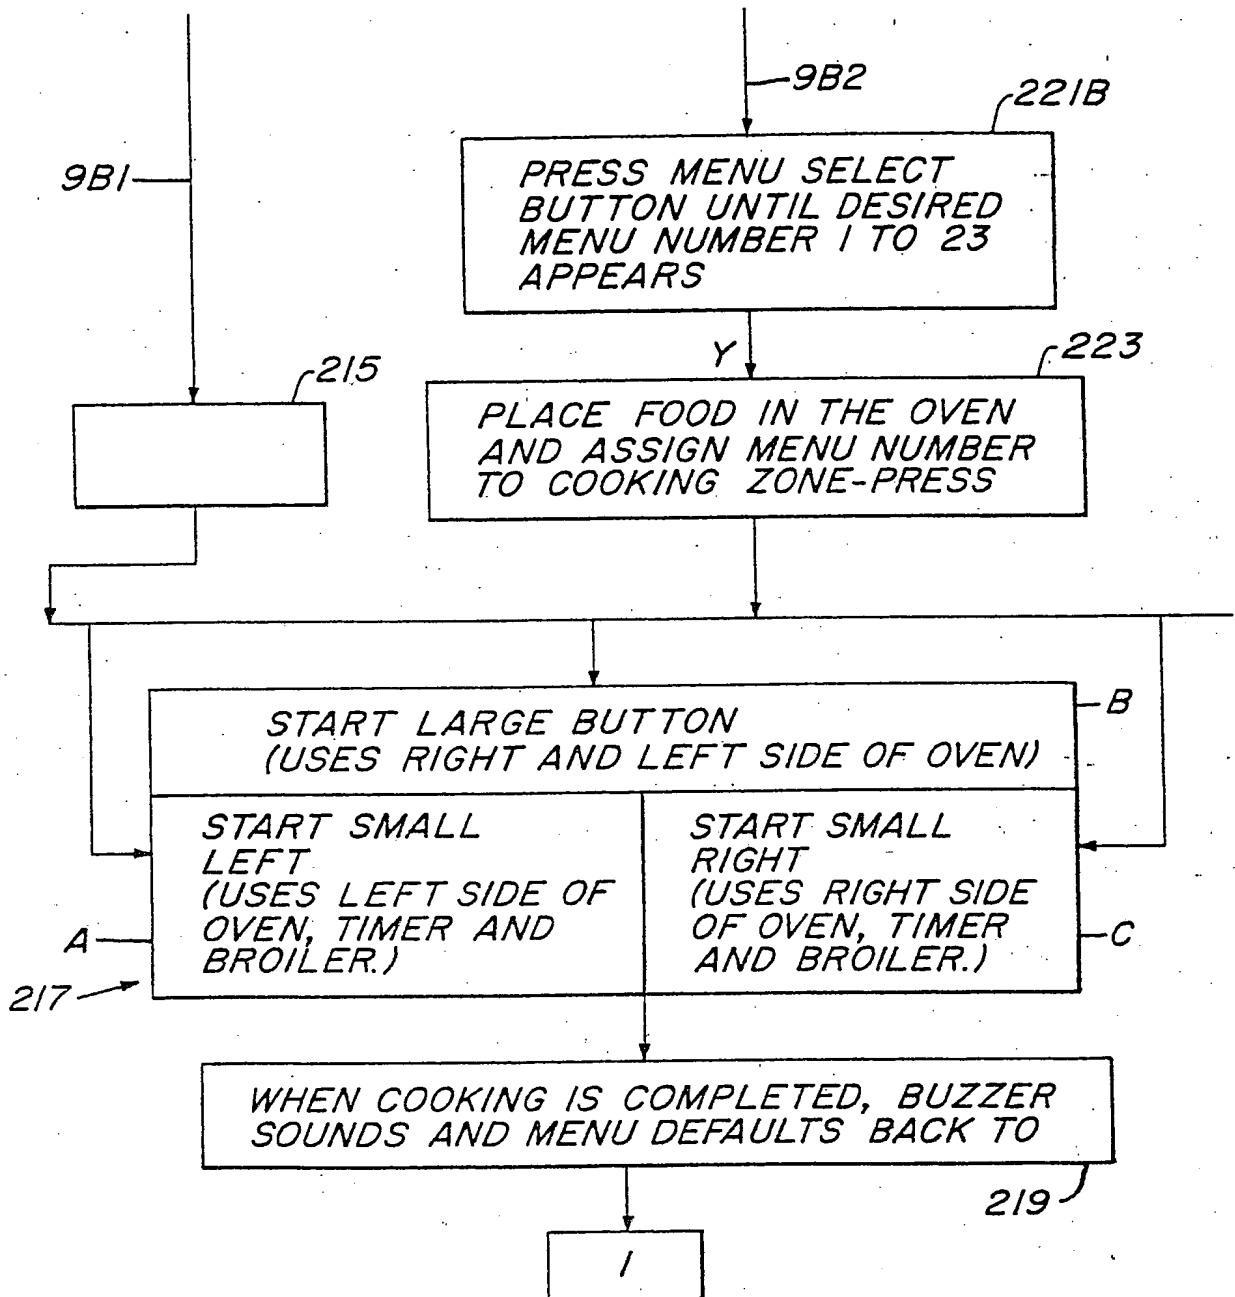 9B2
221B
9B1
PRESS MENU SELECT
BUTTON UNTIL DESIRED
MENU NUMBER 1 TO 23
APPEARS
Y
223
215
PLACE FOOD IN THE OVEN
AND ASSIGN MENU NUMBER
TO COOKING ZONE-PRESS
B
START LARGE BUTTON
(USES RIGHT AND LEFT SIDE OF OVEN)
START SMALL
LEFT
(USES LEFT SIDE OF
OVEN, TIMER AND
BROILER.)
START SMALL
RIGHT
(USES RIGHT SIDE
OF OVEN, TIMER
AND BROILER.)
A
C
217
WHEN COOKING IS COMPLETED, BUZZER
SOUNDS AND MENU DEFAULTS BACK TO
219
1